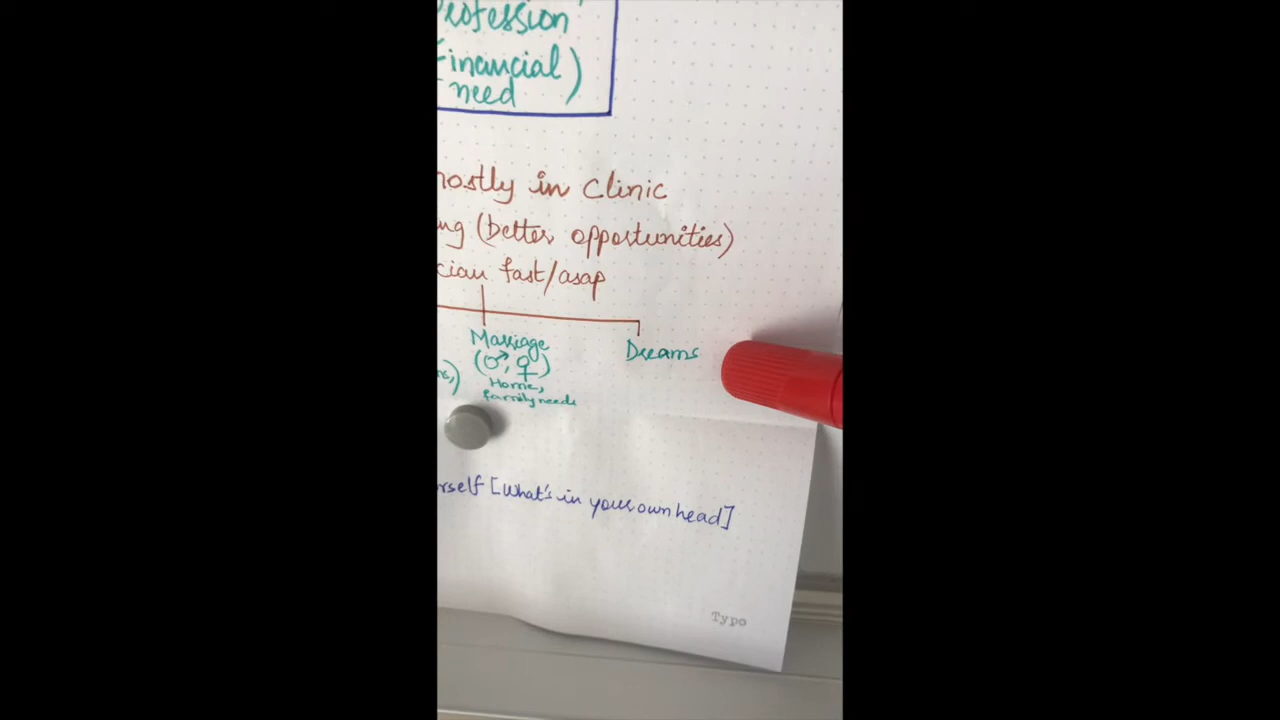 rofession
Financial)
need
mostly in Clinic
ng (better opportunities)
cian fast/asap
Marriage
(♂, ♀)
Dreams
Home,
family needs
rself [What's in your own head]
Typo